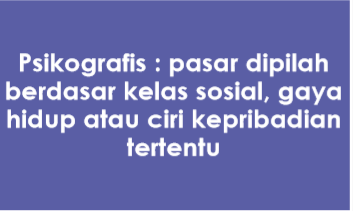 Psikografis : pasar dipilah
berdasar kelas sosial, gaya
hidup atau ciri kepribadian
tertentu